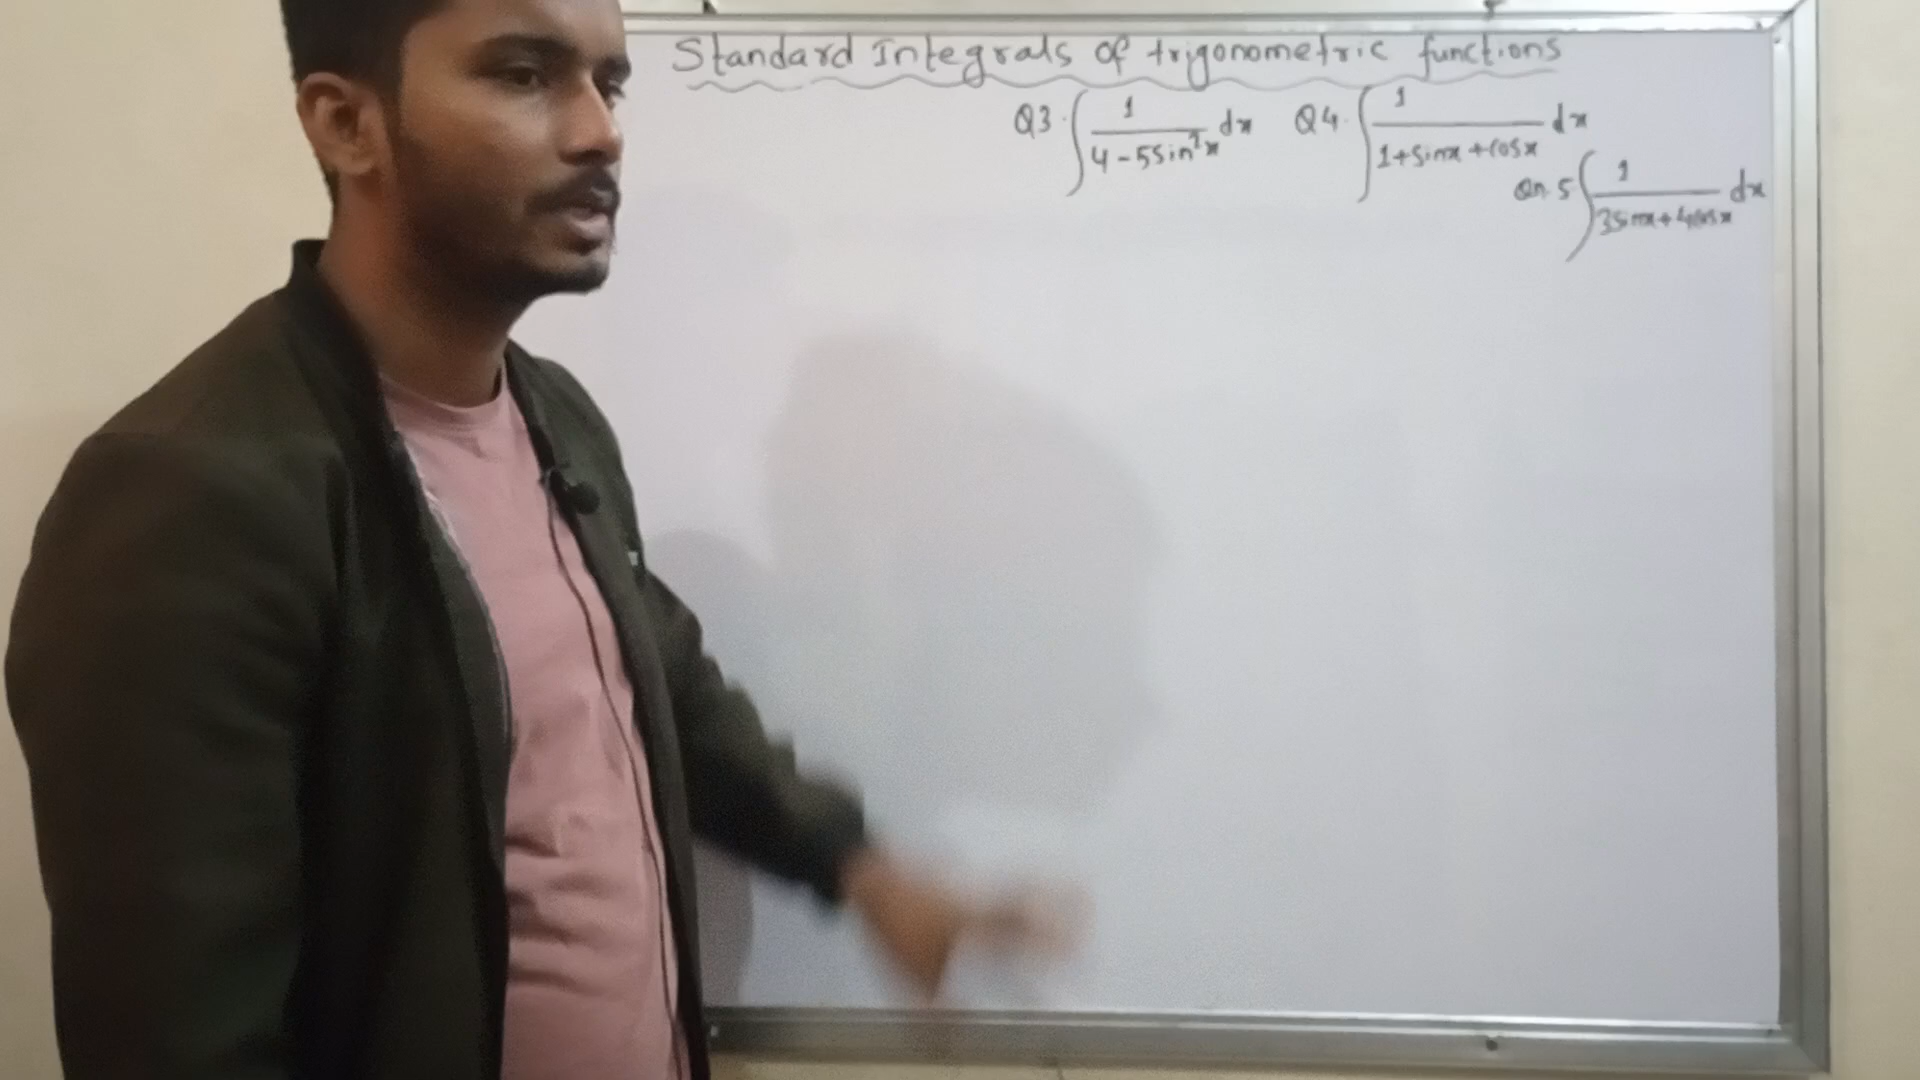 Standard Integrals of trigonometric functions
Q3. ∫ 1/(4-5sin²x) dx Q4. ∫ 1/(1+sinx+cosx) dx
Qn.5 ∫ 1/(3sinx+4cosx) dx